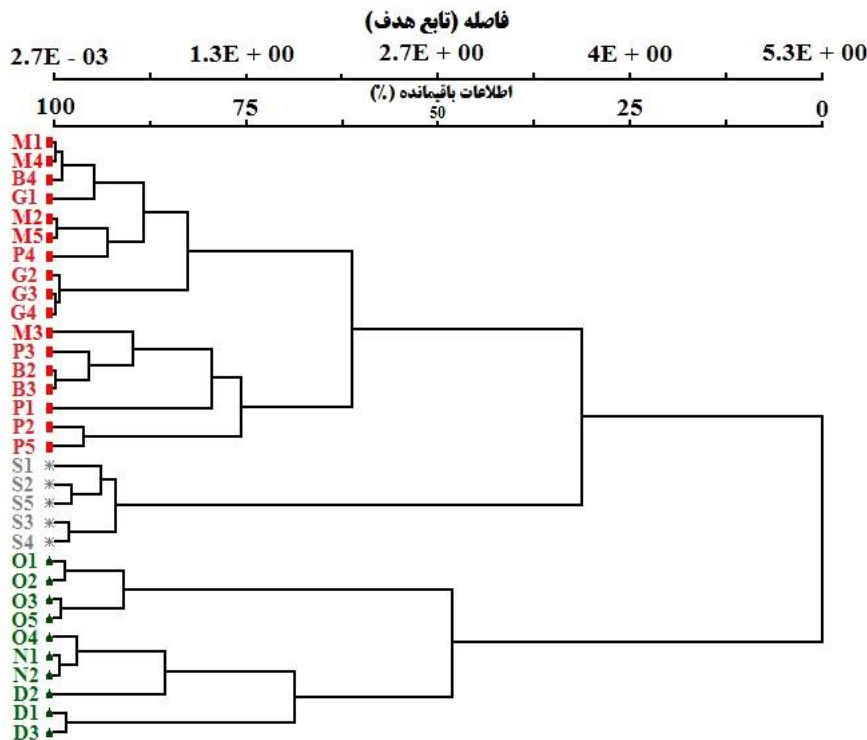 فاصله (تابع هدف)
2.7E - 03 1.3E + 00 2.7E + 00 4E + 00 5.3E + 00
اطلاعات باقیمانده (%)
100 75 50 25 0
M1
M4
B4
G1
M2
M5
P4
G2
G3
G4
M3
P3
B2
B3
P1
P2
P5
S1
S2
S5
S3
S4
O1
O2
O3
O5
O4
N1
N2
D2
D1
D3